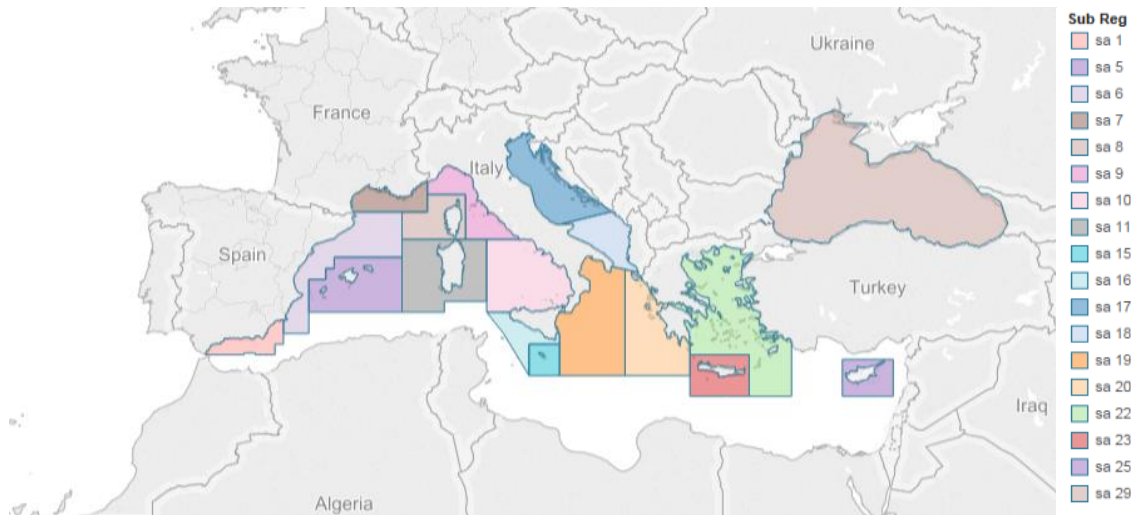 Sub Reg
sa 1
sa 5
sa 6
sa 7
sa 8
sa 9
sa 10
sa 11
sa 15
sa 16
sa 17
sa 18
sa 19
sa 20
sa 22
sa 23
sa 25
sa 29
Ukraine
France
Italy
Spain
Turkey
Iraq
Algeria